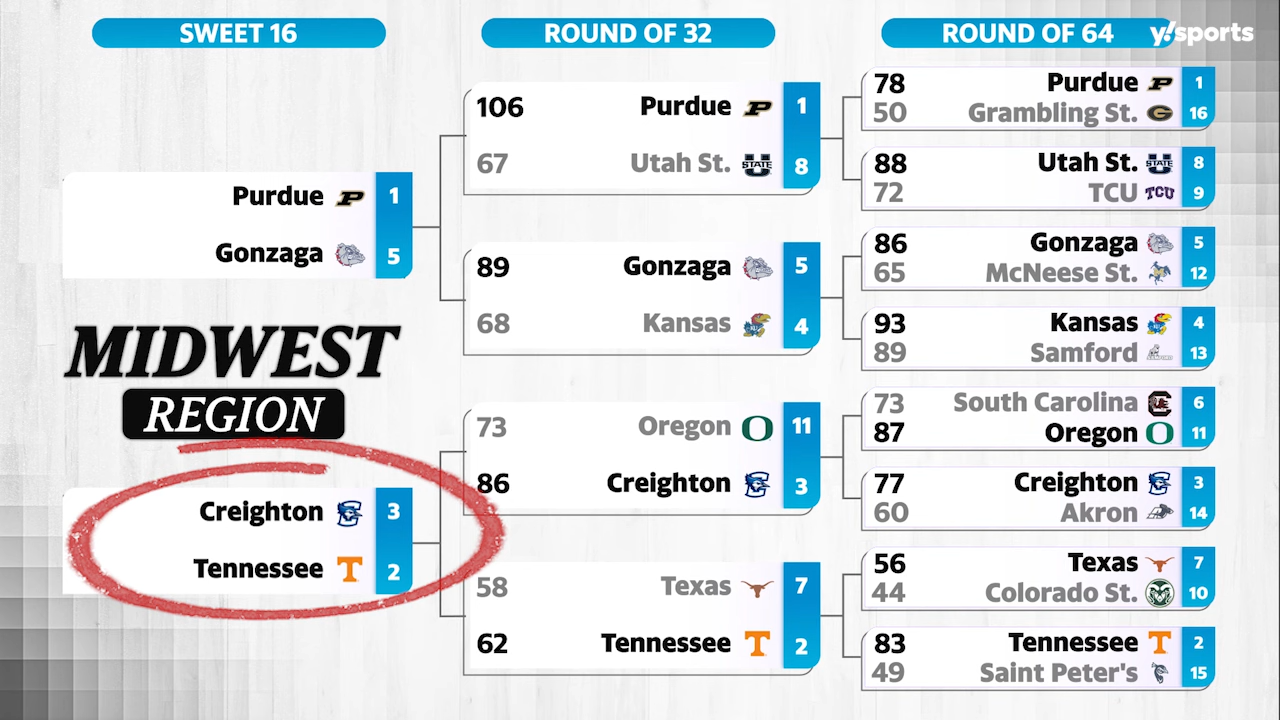 SWEET 16
ROUND OF 32
ROUND OF 64
y!sports
Purdue 1
Gonzaga 5
MIDWEST
REGION
Creighton 3
Tennessee 2
106 Purdue 1
67 Utah St. STATE 8
89 Gonzaga 5
68 Kansas 4
73 Oregon 11
86 Creighton 3
58 Texas 7
62 Tennessee 2
78 Purdue 1
50 Grambling St. 16
88 Utah St. STATE 8
72 TCU TCU 9
86 Gonzaga 5
65 McNeese St. 12
93 Kansas 4
89 Samford 13
73 South Carolina 6
87 Oregon 11
77 Creighton 3
60 Akron 14
56 Texas 7
44 Colorado St. 10
83 Tennessee 2
49 Saint Peter's 15